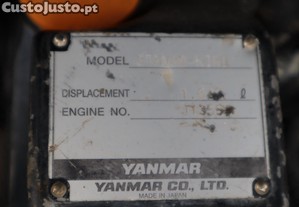 CustoJusto.pt
MODEL
DISPLACEMENT ℓ
ENGINE NO.
YANMAR
YANMAR CO., LTD.
MADE IN JAPAN